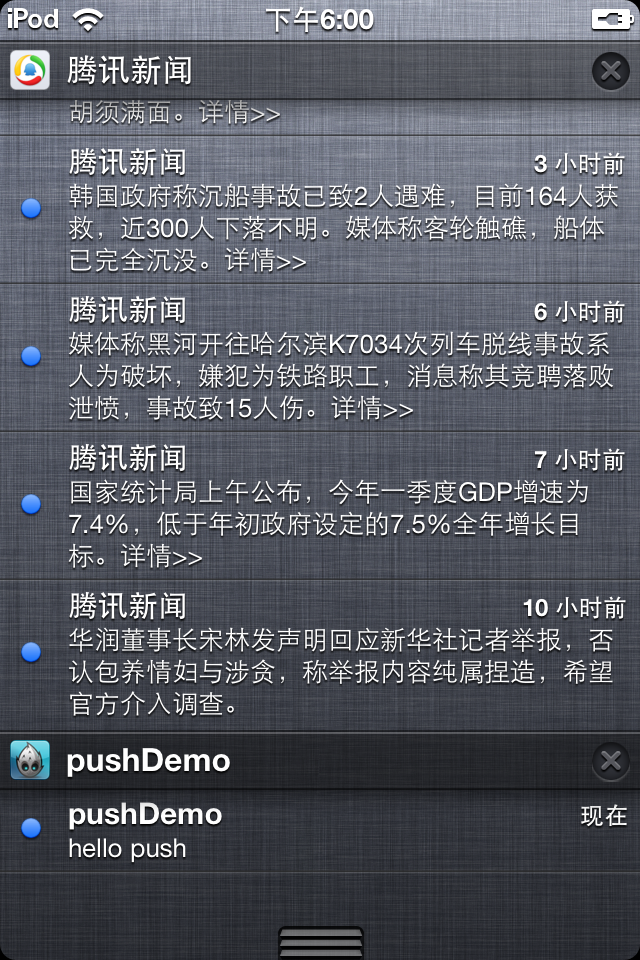 iPod 下午6:00
腾讯新闻
胡须满面。详情>>
腾讯新闻 3 小时前
韩国政府称沉船事故已致2人遇难，目前164人获
救，近300人下落不明。媒体称客轮触礁，船体
已完全沉没。详情>>
腾讯新闻 6 小时前
媒体称黑河开往哈尔滨K7034次列车脱线事故系
人为破坏，嫌犯为铁路职工，消息称其竞聘落败
泄愤，事故致15人伤。详情>>
腾讯新闻 7 小时前
国家统计局上午公布，今年一季度GDP增速为
7.4%，低于年初政府设定的7.5%全年增长目
标。详情>>
腾讯新闻 10 小时前
华润董事长宋林发声明回应新华社记者举报，否
认包养情妇与涉贪，称举报内容纯属捏造，希望
官方介入调查。
pushDemo
pushDemo 现在
hello push